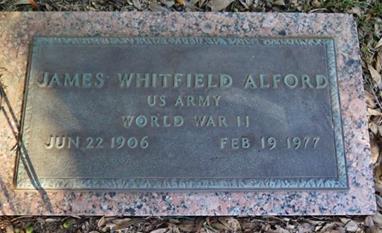 JAMES WHITFIELD ALFORD
US ARMY
WORLD WAR II
JUN 22 1906 FEB 19 1977